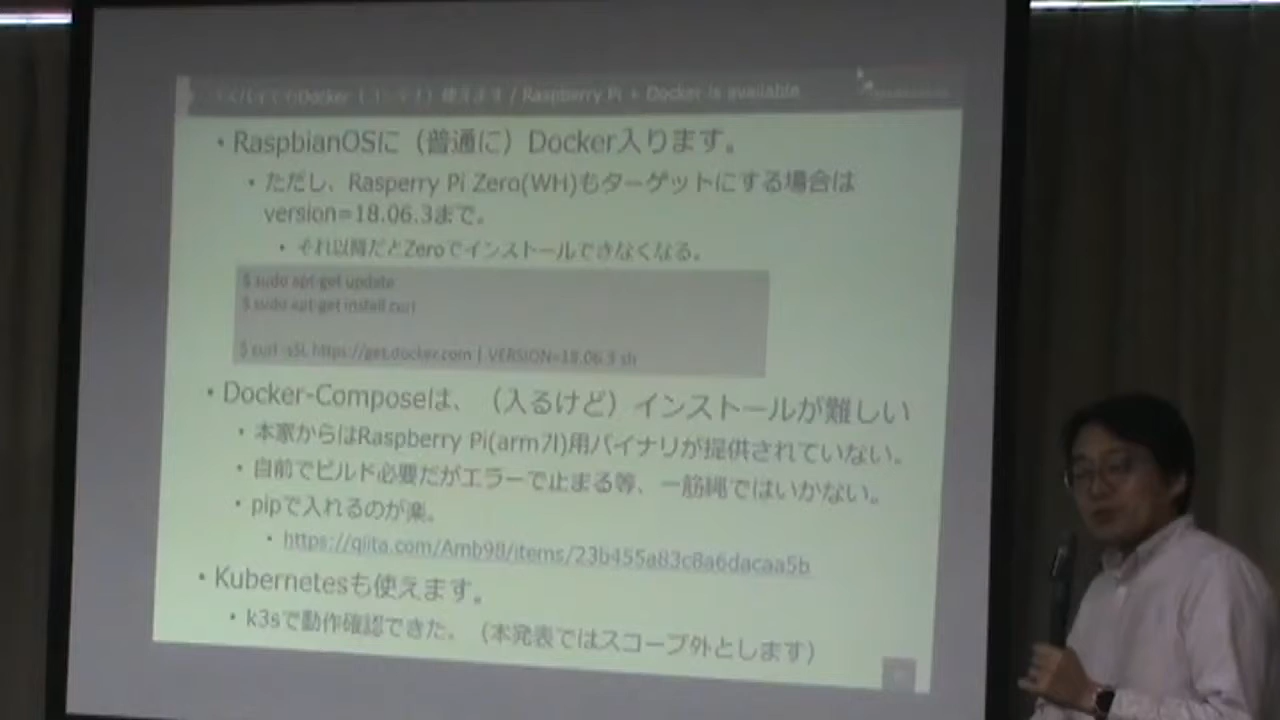 Docker 使えます / Raspberry Pi + Docker is available
・RaspbianOSに（普通に）Docker入ります。
・ただし、Rasperry Pi Zero(WH)もターゲットにする場合は
version=18.06.3まで。
・それ以降だとZeroでインストールできなくなる。
$ sudo apt-get update
$ sudo apt-get install curl
$ curl -sSL https://get.docker.com | VERSION=18.06.3 sh
・Docker-Composeは、（入るけど）インストールが難しい
・本家からはRaspberry Pi(arm7l)用バイナリが提供されていない。
・自前でビルド必要だがエラーで止まる等、一筋縄ではいかない。
・pipで入れるのが楽。
・https://qiita.com/Amb98/items/23b455a83c8a6dacaa5b
・Kubernetesも使えます。
・k3sで動作確認できた。（本発表ではスコープ外とします）